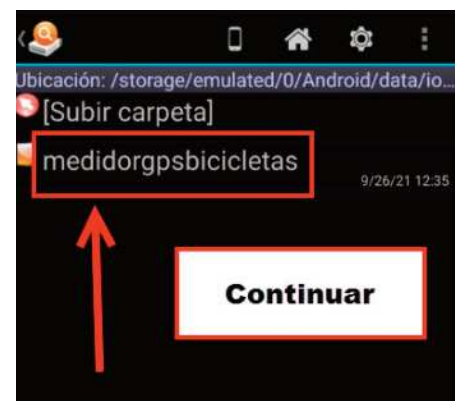 Ubicación: /storage/emulated/0/Android/data/io...
[Subir carpeta]
medidorgpsbicicletas
9/26/21 12:35
Continuar